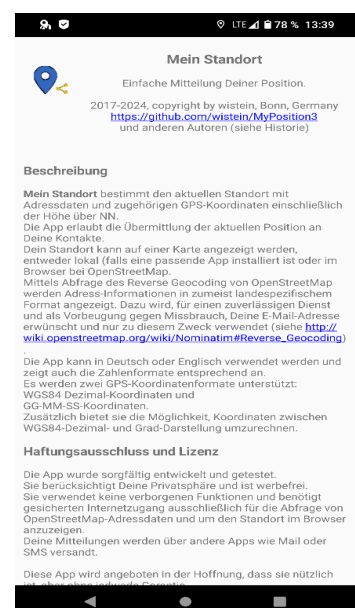 LTE 78 % 13:39
Mein Standort
Einfache Mitteilung Deiner Position.
2017-2024, copyright by wistein, Bonn, Germany
https://github.com/wistein/MyPosition3
und anderen Autoren (siehe Historie)
Beschreibung
Mein Standort bestimmt den aktuellen Standort mit
Adressdaten und zugehörigen GPS-Koordinaten einschließlich
der Höhe über NN.
Die App erlaubt die Übermittlung der aktuellen Position an
Deine Kontakte.
Dein Standort kann auf einer Karte angezeigt werden,
entweder lokal (falls eine passende App installiert ist oder im
Browser bei OpenStreetMap.
Mittels Abfrage des Reverse Geocoding von OpenStreetMap
werden Adress-Informationen in zumeist landespezifischem
Format angezeigt. Dazu wird, für einen zuverlässigen Dienst
und als Vorbeugung gegen Missbrauch, Deine E-Mail-Adresse
erwünscht und nur zu diesem Zweck verwendet (siehe http://
wiki.openstreetmap.org/wiki/Nominatim#Reverse_Geocoding)
.
Die App kann in Deutsch oder Englisch verwendet werden und
zeigt auch die Zahlenformate entsprechend an.
Es werden zwei GPS-Koordinatenformate unterstützt:
WGS84 Dezimal-Koordinaten und
GG-MM-SS-Koordinaten.
Zusätzlich bietet sie die Möglichkeit, Koordinaten zwischen
WGS84-Dezimal- und Grad-Darstellung umzurechnen.
Haftungsausschluss und Lizenz
Die App wurde sorgfältig entwickelt und getestet.
Sie berücksichtigt Deine Privatsphäre und ist werbefrei.
Sie verwendet keine verborgenen Funktionen und benötigt
gesicherten Internetzugang ausschließlich für die Abfrage von
OpenStreetMap-Adressdaten und um den Standort im Browser
anzuzeigen.
Deine Mitteilungen werden über andere Apps wie Mail oder
SMS versandt.
Diese App wird angeboten in der Hoffnung, dass sie nützlich
ist, aber ohne jedwede Garantie